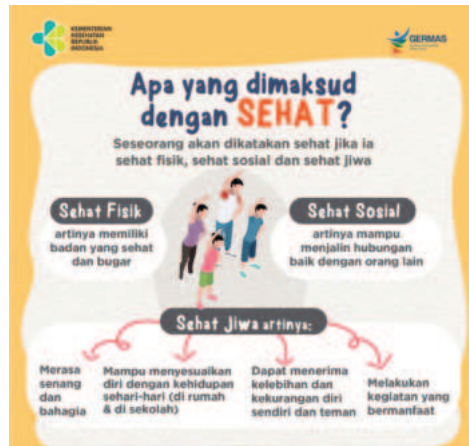 KEMENTERIAN
KESEHATAN
REPUBLIK
INDONESIA
GERMAS
Apa yang dimaksud
dengan SEHAT?
Seseorang akan dikatakan sehat jika ia
sehat fisik, sehat sosial dan sehat jiwa
Sehat Fisik
artinya memiliki
badan yang sehat
dan bugar
Sehat Sosial
artinya mampu
menjalin hubungan
baik dengan orang lain
Sehat Jiwa artinya:
Merasa
senang
dan
bahagia
Mampu menyesuaikan
diri dengan kehidupan
sehari-hari (di rumah
& di sekolah)
Dapat menerima
kelebihan dan
kekurangan diri
sendiri dan teman
Melakukan
kegiatan yang
bermanfaat